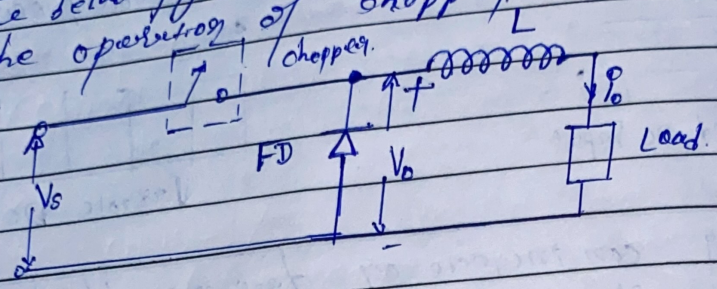 he operation of
chopper.
L
+
i₀
FD
Load.
V₀
Vs
-